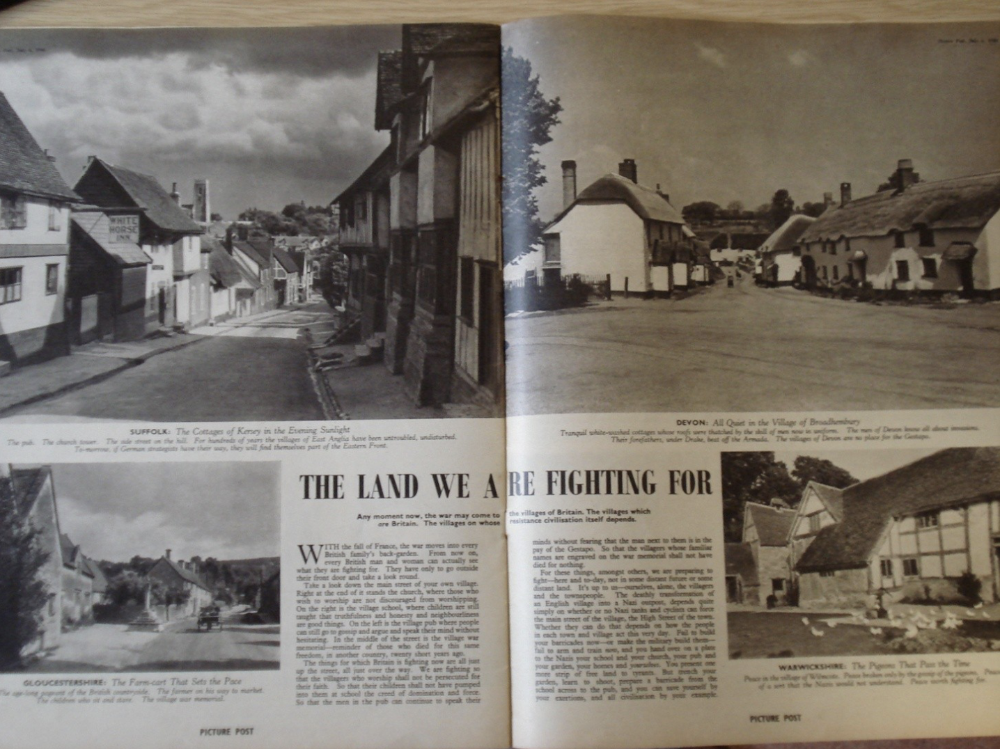 Picture Post, July 6, 1940
WHITE
HORSE
INN
SUFFOLK: The Cottages of Kersey in the Evening Sunlight
The pub. The church tower. The side street on the hill. For hundreds of years the villages of East Anglia have been untroubled, undisturbed.
To-morrow, if German strategists have their way, they will find themselves part of the Eastern Front.
DEVON: All Quiet in the Village of Broadhembury
Tranquil white-washed cottages whose roofs were thatched by the skill of men now in uniform. The men of Devon know all about invasions.
Their forefathers, under Drake, beat off the Armada. The villages of Devon are no place for the Gestapo.
THE LAND WE ARE FIGHTING FOR
Any moment now, the war may come to the villages of Britain. The villages which
are Britain. The villages on whose resistance civilisation itself depends.
WITH the fall of France, the war moves into every
British family's back-garden. From now on,
every British man and woman can actually see
what they are fighting for. They have only to go outside
their front door and take a look round.
Take a look down the main street of your own village.
Right at the end of it stands the church, where those who
wish to worship are not discouraged from worshipping.
On the right is the village school, where children are still
taught that truthfulness and honesty and neighbourliness
are good things. On the left is the village pub where people
can still go to gossip and argue and speak their mind without
hesitating. In the middle of the street is the village war
memorial—reminder of those who died for this same
freedom, in another country, twenty short years ago.
The things for which Britain is fighting now are all just
up the street, all just over the way. We are fighting so
that the villagers who worship shall not be persecuted for
their faith. So that their children shall not have pumped
into them at school the creed of domination and force.
So that the men in the pub can continue to speak their
minds without fearing that the man next to them is in the
pay of the Gestapo. So that the villagers whose familiar
names are engraved on the war memorial shall not have
died for nothing.
For these things, amongst others, we are preparing to
fight—here and to-day, not in some distant future or some
distant land. It's up to us—ourselves, alone, the villagers
and the townspeople. The deathly transformation of
an English village into a Nazi outpost, depends quite
simply on whether or no Nazi tanks and cyclists can force
the main street of the village, the High Street of the town.
Whether they can do that depends on how the people
in each town and village act this very day. Fail to build
your barricades now—or make the military build them—
fail to arm and train now, and you hand over on a plate
to the Nazis your school and your church, your pub and
your garden, your homes and yourselves. You present one
more strip of free land to tyrants. But trench your
garden, learn to shoot, prepare a barricade from the
school across to the pub, and you can save yourself by
your exertions, and all civilisation by your example.
GLOUCESTERSHIRE: The Farm-cart That Sets the Pace
The age-long pageant of the British countryside. The farmer on his way to market.
The children who sit and stare. The village war memorial.
WARWICKSHIRE: The Pigeons That Pass the Time
Peace in the village of Wilmcote. Peace broken only by the gossip of the pigeons. Peace
of a sort that the Nazis would not understand. Peace worth fighting for.
PICTURE POST
PICTURE POST